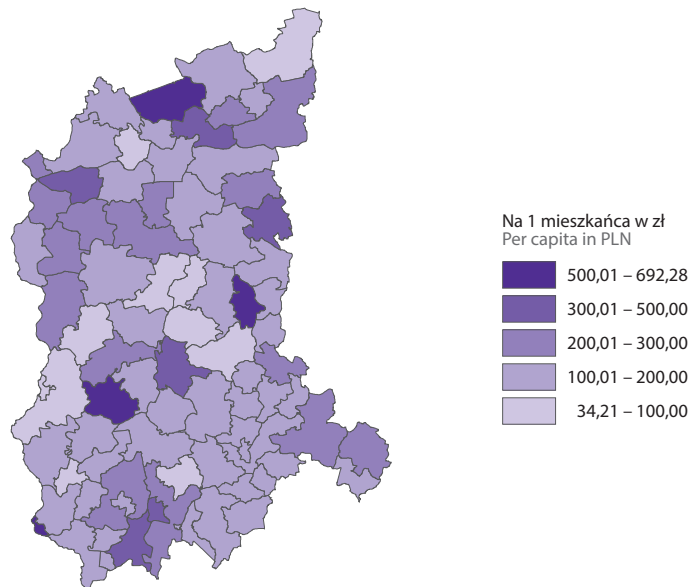 Na 1 mieszkańca w zł
Per capita in PLN
500,01 – 692,28
300,01 – 500,00
200,01 – 300,00
100,01 – 200,00
34,21 – 100,00